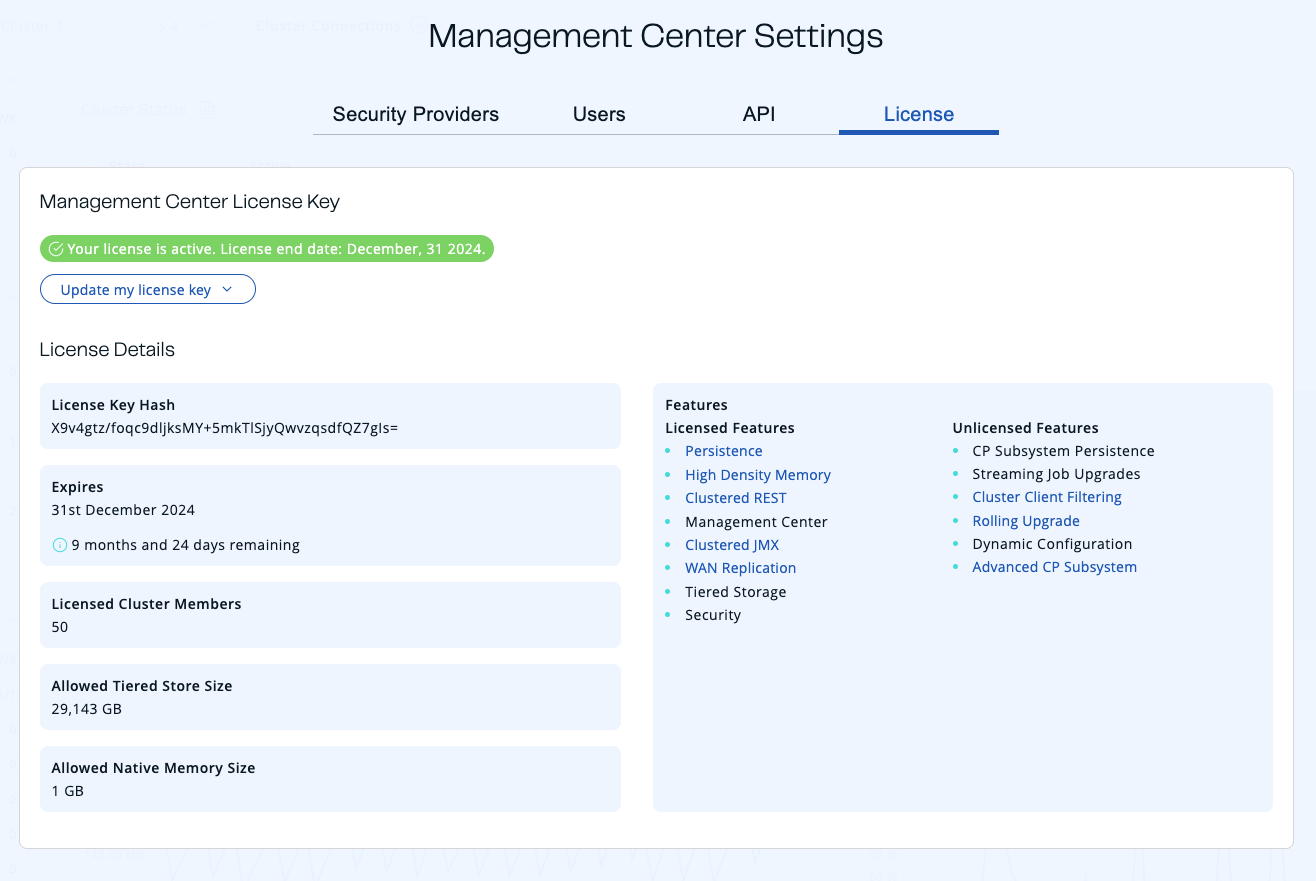 Cluster Connections
Management Center Settings
Cluster Status
Security Providers
Users
API
License
Management Center License Key
Your license is active. License end date: December, 31 2024.
Update my license key
License Details
License Key Hash
X9v4gtz/foqc9dljksMY+5mkTlSjyQwvzqsdfQZ7gIs=
Expires
31st December 2024
9 months and 24 days remaining
Licensed Cluster Members
50
Allowed Tiered Store Size
29,143 GB
Allowed Native Memory Size
1 GB
Features
Licensed Features
Persistence
High Density Memory
Clustered REST
Management Center
Clustered JMX
WAN Replication
Tiered Storage
Security
Unlicensed Features
CP Subsystem Persistence
Streaming Job Upgrades
Cluster Client Filtering
Rolling Upgrade
Dynamic Configuration
Advanced CP Subsystem